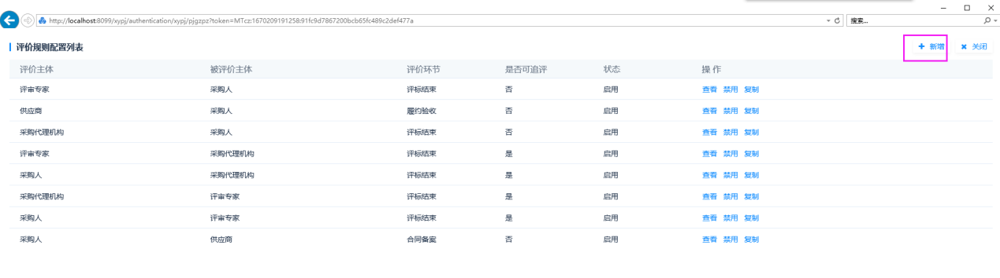 http://localhost:8099/xypj/authentication/xypj/pjgzpz?token=MTcz:1670209191258:91fc9d7867200bcb65fc489c2def477a 搜索...
评价规则配置列表 新增 关闭
评价主体 被评价主体 评价环节 是否可追评 状态 操作
评审专家 采购人 评标结束 否 启用 查看 禁用 复制
供应商 采购人 履约验收 否 启用 查看 禁用 复制
采购代理机构 采购人 评标结束 否 启用 查看 禁用 复制
评审专家 采购代理机构 评标结束 是 启用 查看 禁用 复制
采购人 采购代理机构 评标结束 是 启用 查看 禁用 复制
采购代理机构 评审专家 评标结束 是 启用 查看 禁用 复制
采购人 评审专家 评标结束 是 启用 查看 禁用 复制
采购人 供应商 合同备案 否 启用 查看 禁用 复制